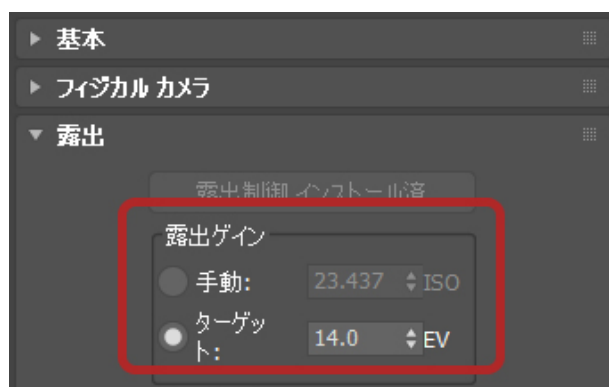 基本
フィジカル カメラ
露出
露出制御 インストール済
露出ゲイン
手動: 23.437 ISO
ターゲッ
ト: 14.0 EV